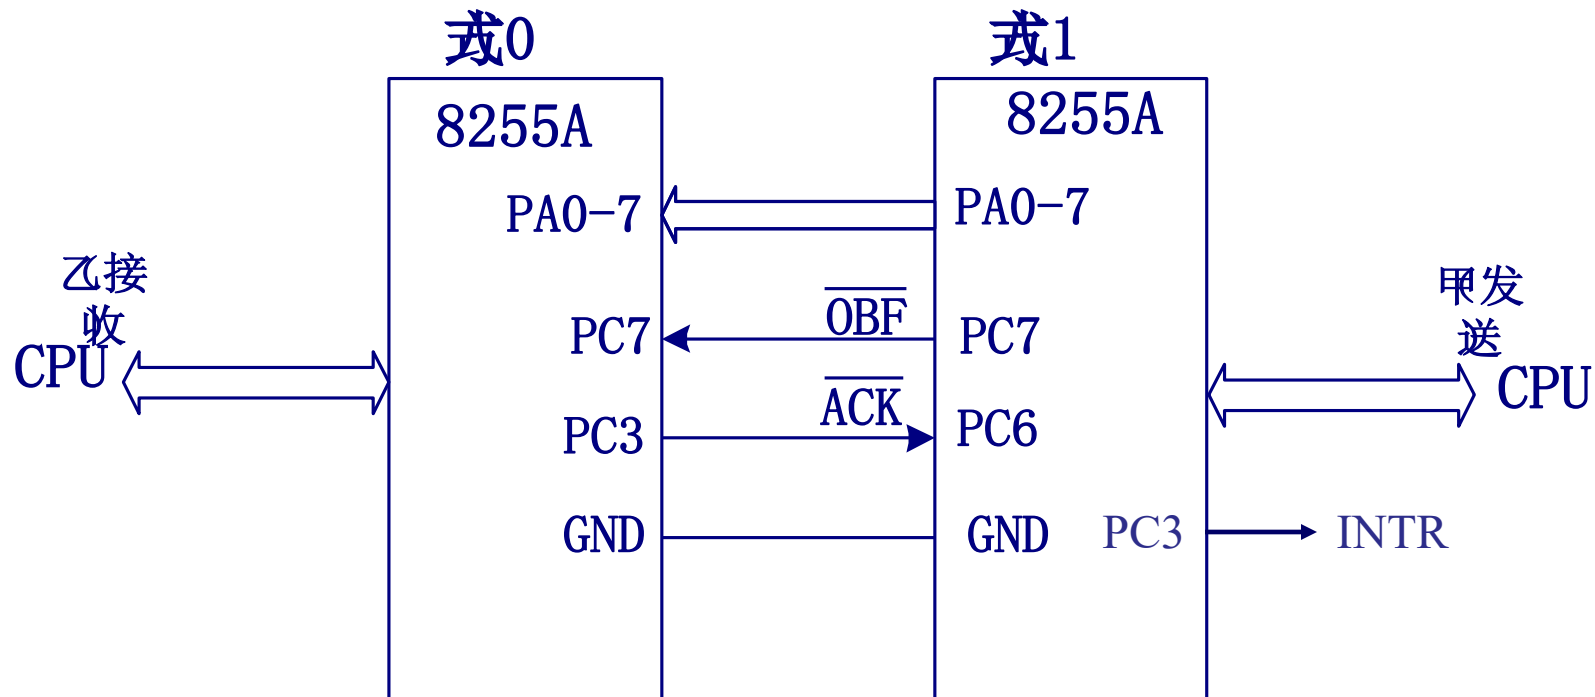 式0
式1
8255A
8255A
PA0-7
PA0-7
乙接
收
CPU
甲发
送
CPU
PC7
OBF
PC7
PC3
ACK
PC6
GND
GND
PC3
INTR